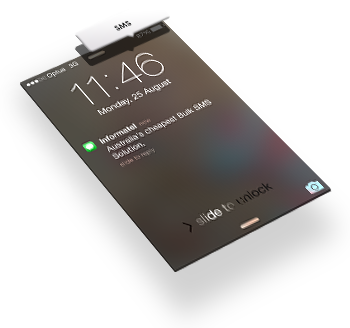 SMS
Optus 3G
87%
11:46
Monday, 25 August
Informatel now
Australia's cheapest Bulk SMS
Solution.
slide to reply
slide to unlock